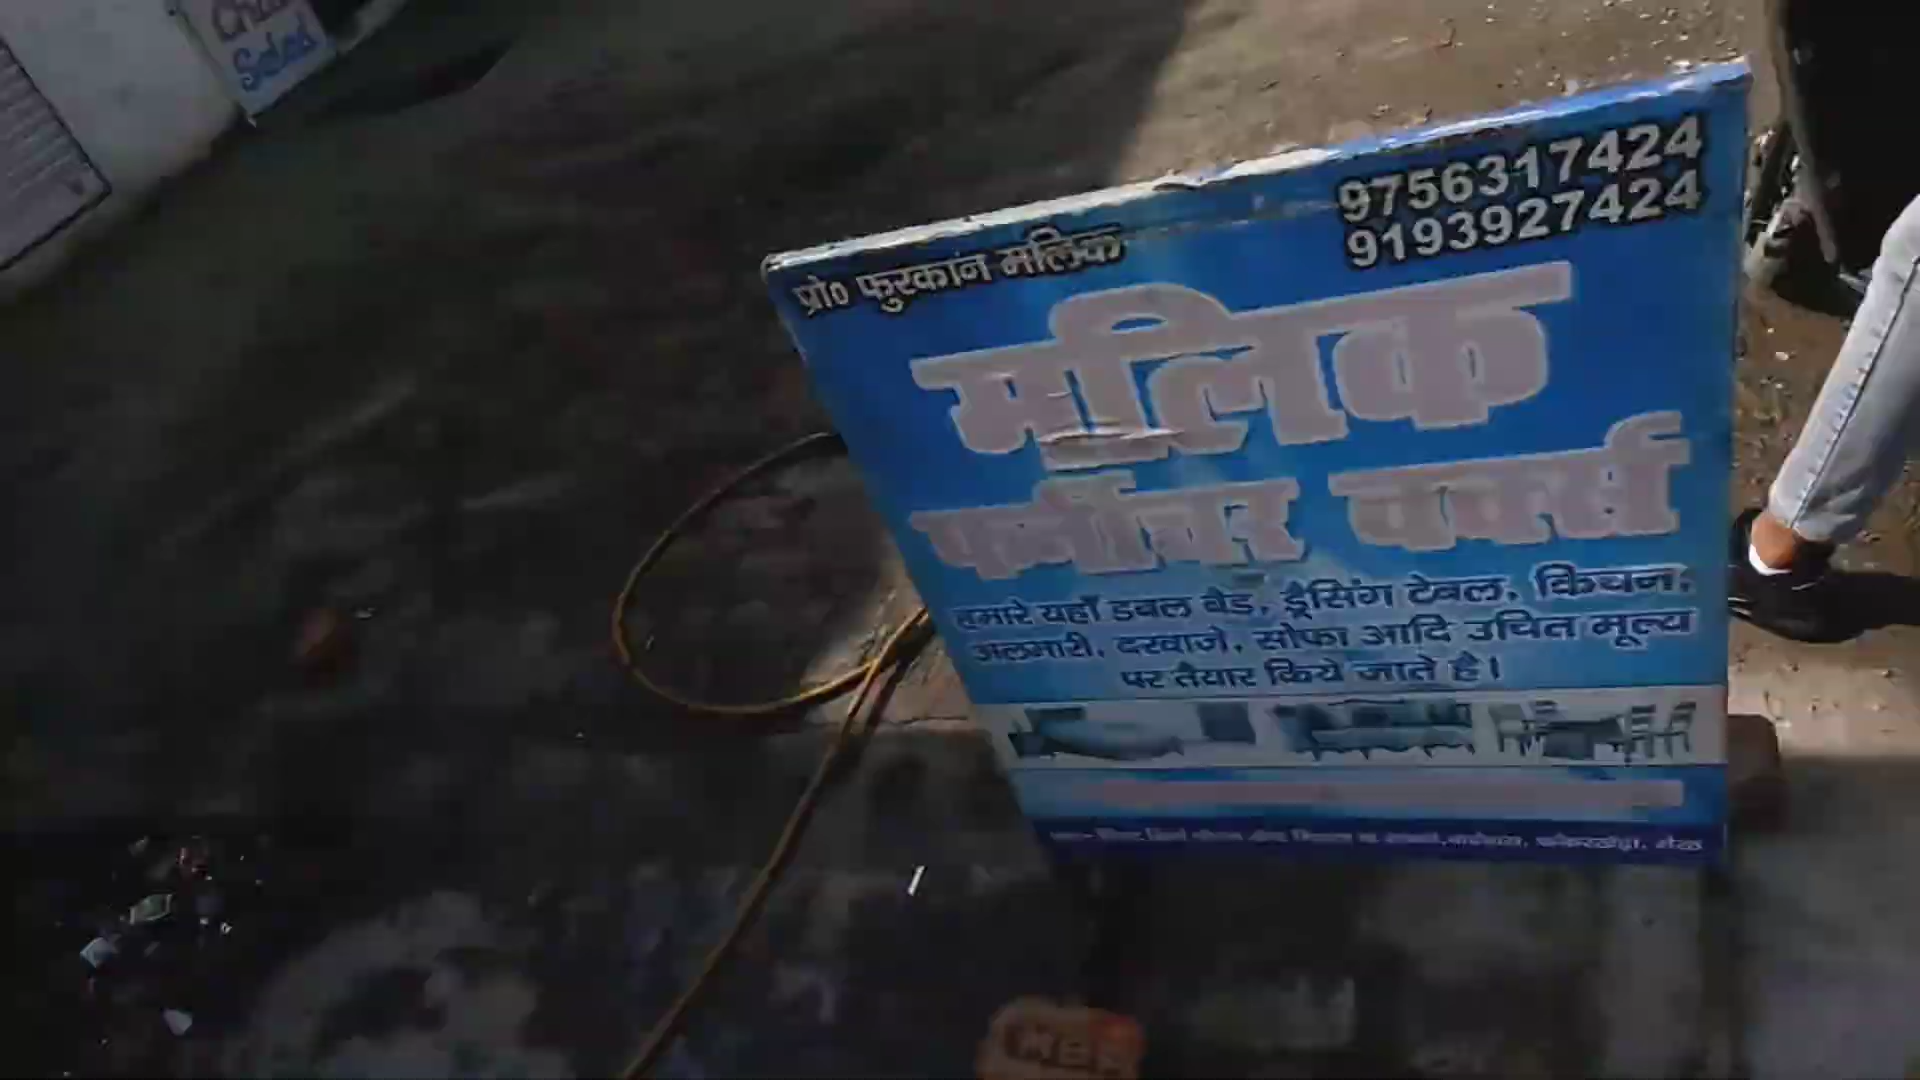 Salad
प्रो० फुरकान मलिक
9756317424
9193927424
मलिक
फर्नीचर वर्क्स
हमारे यहाँ डबल बैड, ड्रैसिंग टेबल, किचन,
अलमारी, दरवाजे, सोफा आदि उचित मूल्य
पर तैयार किये जाते है।